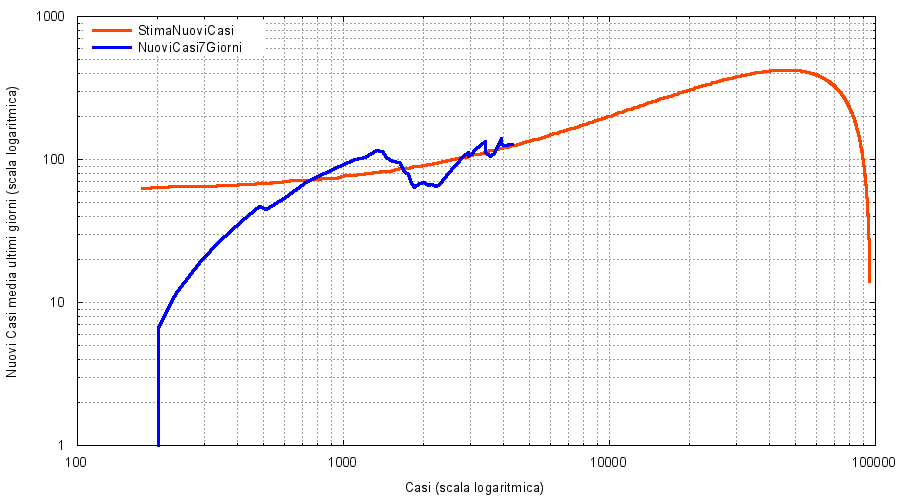 1000
StimaNuoviCasi
NuoviCasi7Giorni
100
10
1
100
1000
10000
100000
Nuovi Casi media ultimi giorni (scala logaritmica)
Casi (scala logaritmica)